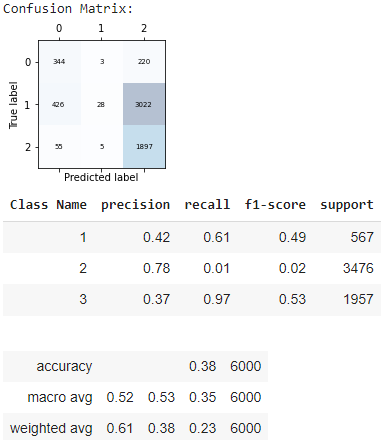 Confusion Matrix:
0 1 2
0 344 3 220
1 426 28 3022
2 55 5 1897
True label
Predicted label
Class Name precision recall f1-score support
1 0.42 0.61 0.49 567
2 0.78 0.01 0.02 3476
3 0.37 0.97 0.53 1957
accuracy 0.38 6000
macro avg 0.52 0.53 0.35 6000
weighted avg 0.61 0.38 0.23 6000